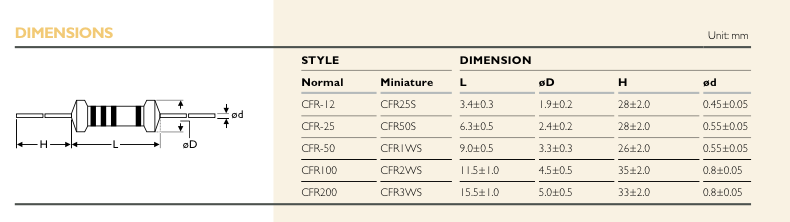 DIMENSIONS
Unit: mm
STYLE DIMENSION
Normal Miniature L øD H ød
CFR-12 CFR25S 3.4±0.3 1.9±0.2 28±2.0 0.45±0.05
CFR-25 CFR50S 6.3±0.5 2.4±0.2 28±2.0 0.55±0.05
CFR-50 CFR1WS 9.0±0.5 3.3±0.3 26±2.0 0.55±0.05
CFR100 CFR2WS 11.5±1.0 4.5±0.5 35±2.0 0.8±0.05
CFR200 CFR3WS 15.5±1.0 5.0±0.5 33±2.0 0.8±0.05
ød
H L øD